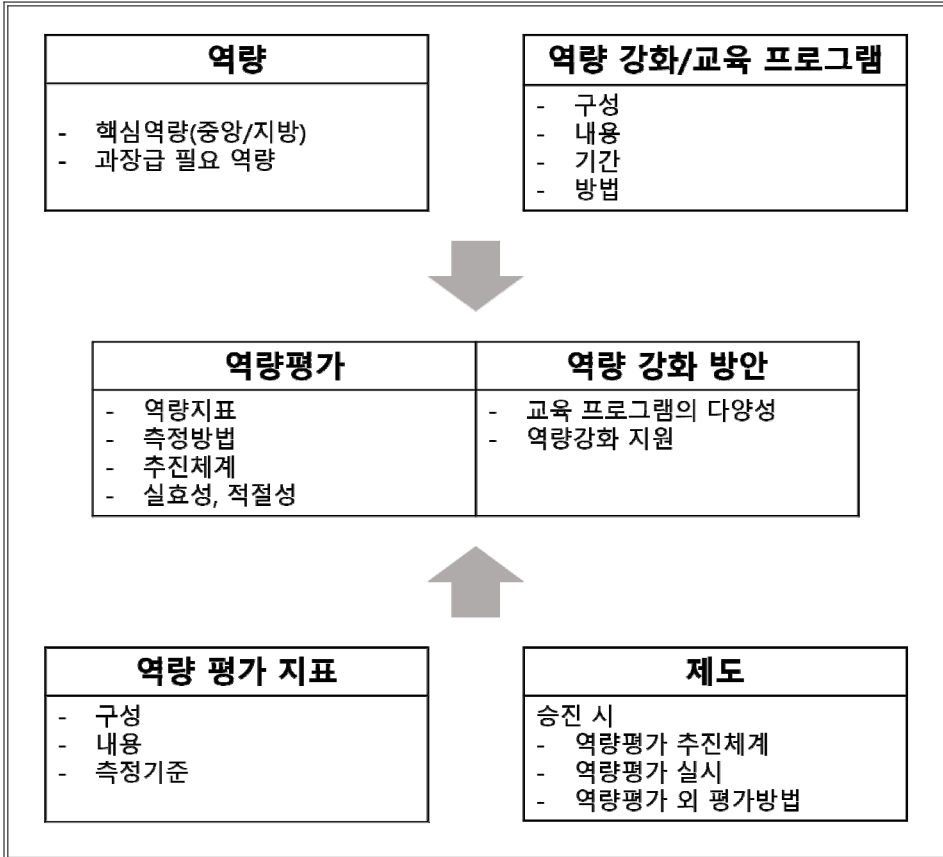 역량
- 핵심역량(중앙/지방)
- 과장급 필요 역량
역량 강화/교육 프로그램
- 구성
- 내용
- 기간
- 방법
역량평가
- 역량지표
- 측정방법
- 추진체계
- 실효성, 적절성
역량 강화 방안
- 교육 프로그램의 다양성
- 역량강화 지원
역량 평가 지표
- 구성
- 내용
- 측정기준
제도
승진 시
- 역량평가 추진체계
- 역량평가 실시
- 역량평가 외 평가방법